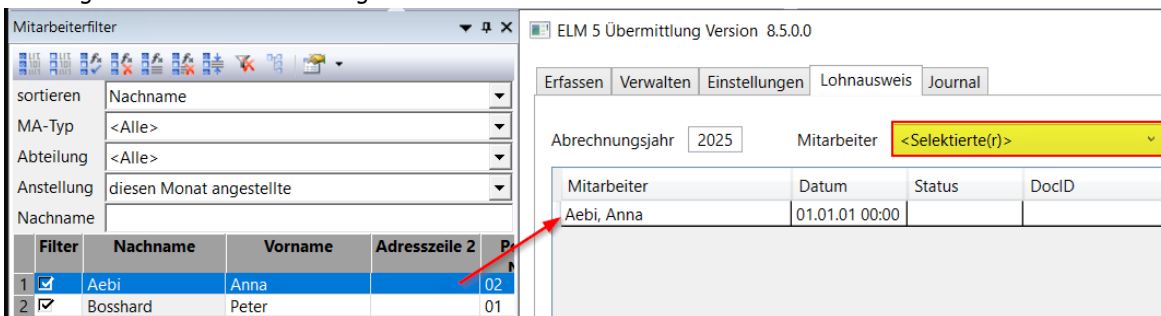 Mitarbeiterfilter
sortieren Nachname
MA-Typ <Alle>
Abteilung <Alle>
Anstellung diesen Monat angestellte
Nachname
Filter Nachname Vorname Adresszeile 2
1 Aebi Anna 02
2 Bosshard Peter 01
ELM 5 Übermittlung Version 8.5.0.0
Erfassen Verwalten Einstellungen Lohnausweis Journal
Abrechnungsjahr 2025 Mitarbeiter <Selektierte(r)>
Mitarbeiter Datum Status DocID
Aebi, Anna 01.01.01 00:00